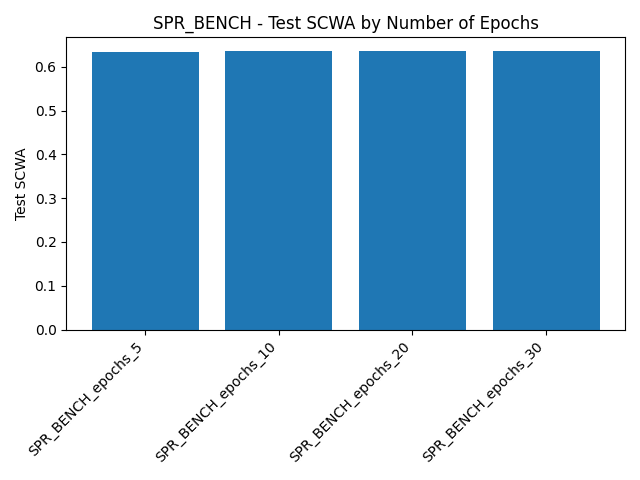 SPR_BENCH - Test SCWA by Number of Epochs
Test SCWA
0.6
0.5
0.4
0.3
0.2
0.1
0.0
SPR_BENCH_epochs_5
SPR_BENCH_epochs_10
SPR_BENCH_epochs_20
SPR_BENCH_epochs_30